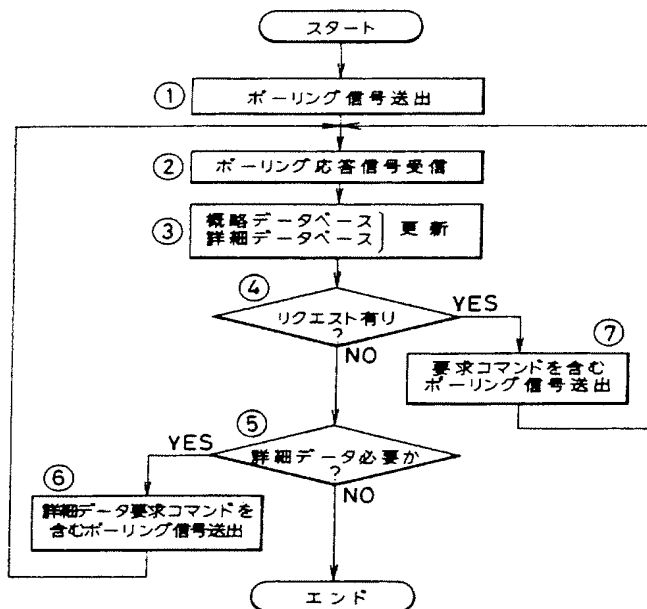 スタート
① ポーリング信号送出
② ポーリング応答信号受信
③ 概略データベース
詳細データベース 更新
④
リクエスト有り
?
YES
NO
⑦
要求コマンドを含む
ポーリング信号送出
⑤
詳細データ必要か
?
YES
NO
⑥
詳細データ要求コマンドを
含むポーリング信号送出
エンド